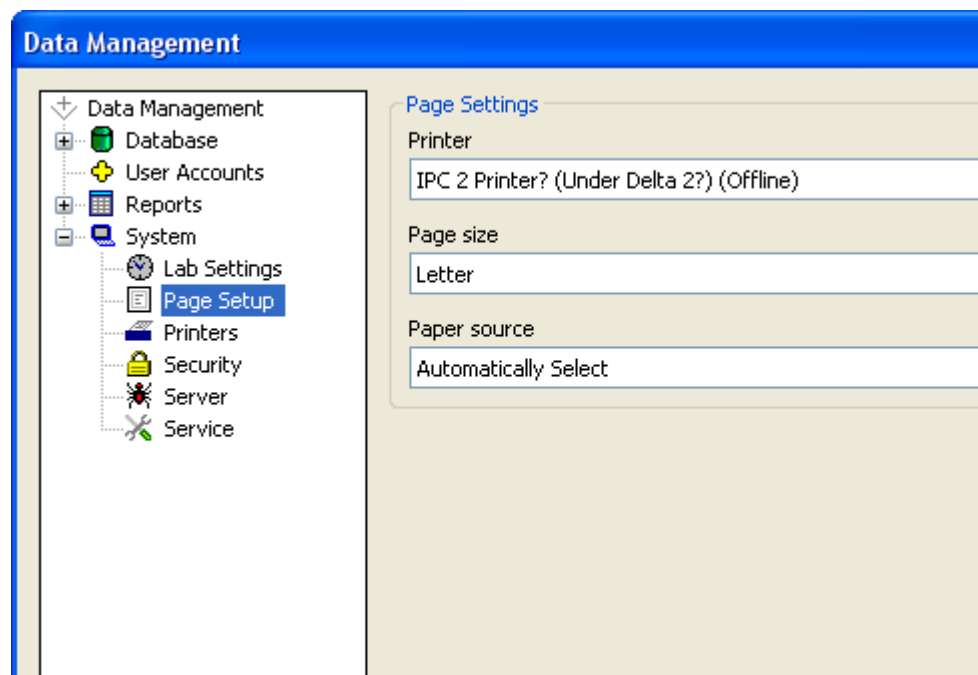 Data Management
Data Management
Database
User Accounts
Reports
System
Lab Settings
Page Setup
Printers
Security
Server
Service
Page Settings
Printer
IPC 2 Printer? (Under Delta 2?) (Offline)
Page size
Letter
Paper source
Automatically Select